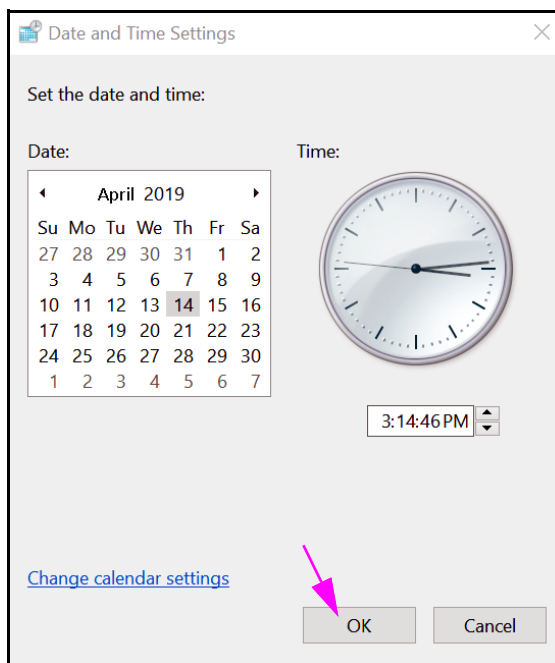 Date and Time Settings
Set the date and time:
Date:
Time:
April 2019
Su Mo Tu We Th Fr Sa
27 28 29 30 31 1 2
3 4 5 6 7 8 9
10 11 12 13 14 15 16
17 18 19 20 21 22 23
24 25 26 27 28 29 30
1 2 3 4 5 6 7
3:14:46 PM
Change calendar settings
OK Cancel